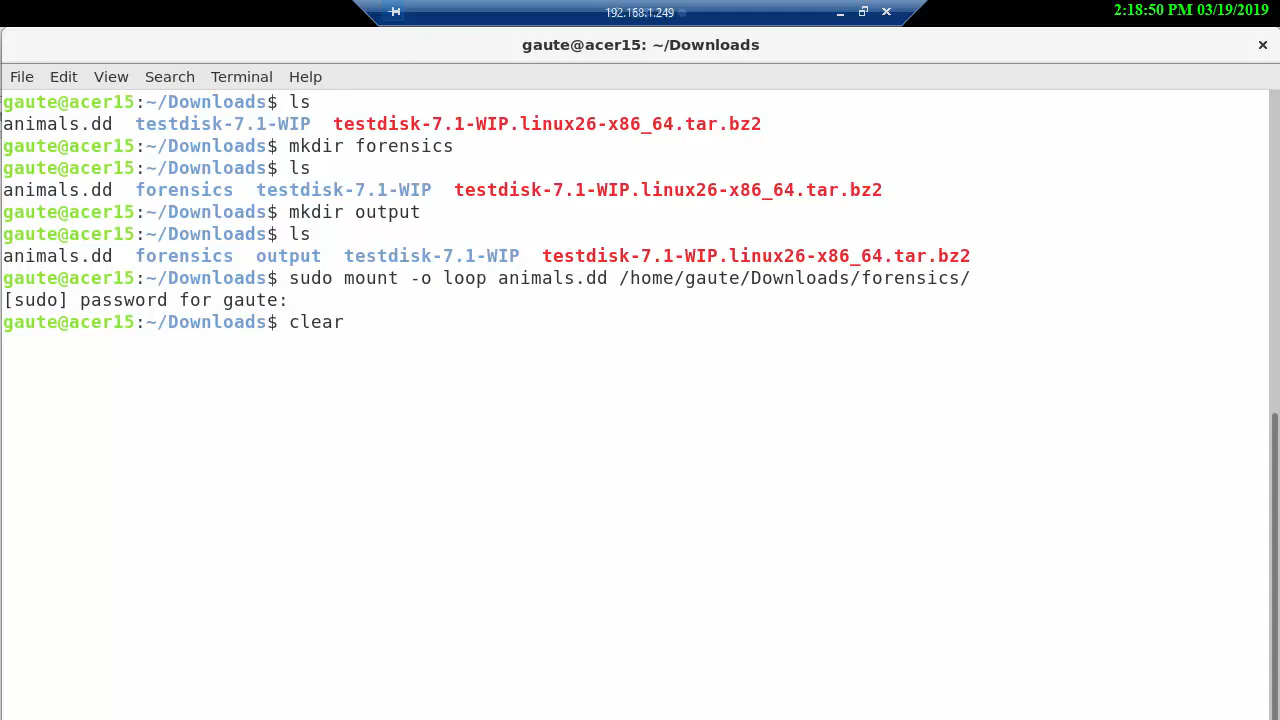 192.168.1.249
2:18:50 PM 03/19/2019
gaute@acer15: ~/Downloads
File Edit View Search Terminal Help
gaute@acer15:~/Downloads$ ls
animals.dd  testdisk-7.1-WIP  testdisk-7.1-WIP.linux26-x86_64.tar.bz2
gaute@acer15:~/Downloads$ mkdir forensics
gaute@acer15:~/Downloads$ ls
animals.dd  forensics  testdisk-7.1-WIP  testdisk-7.1-WIP.linux26-x86_64.tar.bz2
gaute@acer15:~/Downloads$ mkdir output
gaute@acer15:~/Downloads$ ls
animals.dd  forensics  output  testdisk-7.1-WIP  testdisk-7.1-WIP.linux26-x86_64.tar.bz2
gaute@acer15:~/Downloads$ sudo mount -o loop animals.dd /home/gaute/Downloads/forensics/
[sudo] password for gaute:
gaute@acer15:~/Downloads$ clear